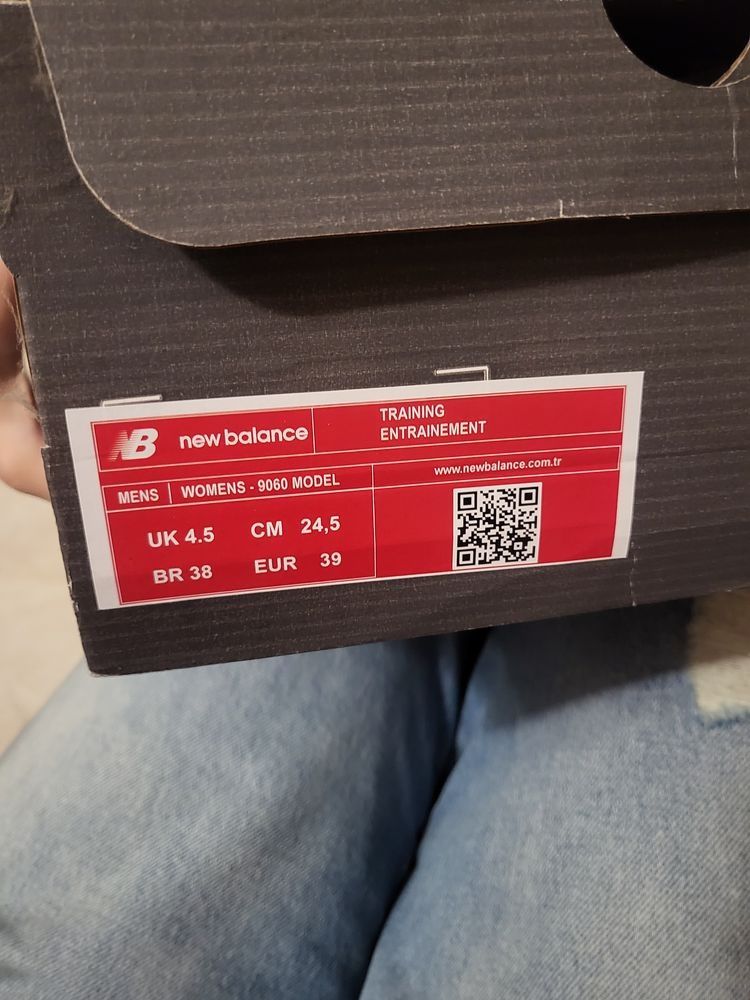 NB new balance
TRAINING
ENTRAINEMENT
MENS WOMENS - 9060 MODEL
www.newbalance.com.tr
UK 4.5 CM 24,5
BR 38 EUR 39